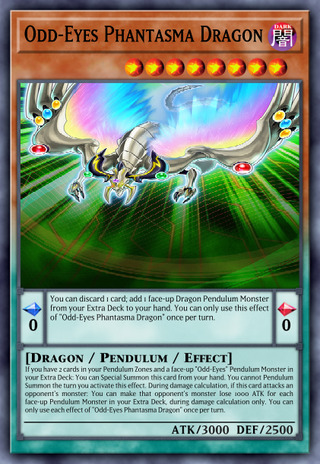 Odd-Eyes Phantasma Dragon
DARK
闇
You can discard 1 card; add 1 face-up Dragon Pendulum Monster
from your Extra Deck to your hand. You can only use this effect
of "Odd-Eyes Phantasma Dragon" once per turn.
0
0
[Dragon / Pendulum / Effect]
If you have 2 cards in your Pendulum Zones and a face-up "Odd-Eyes" Pendulum Monster in
your Extra Deck: You can Special Summon this card from your hand. You cannot Pendulum
Summon the turn you activate this effect. During damage calculation, if this card attacks an
opponent's monster: You can make that opponent's monster lose 1000 ATK for each
face-up Pendulum Monster in your Extra Deck, during damage calculation only. You can
only use each effect of "Odd-Eyes Phantasma Dragon" once per turn.
ATK/3000 DEF/2500